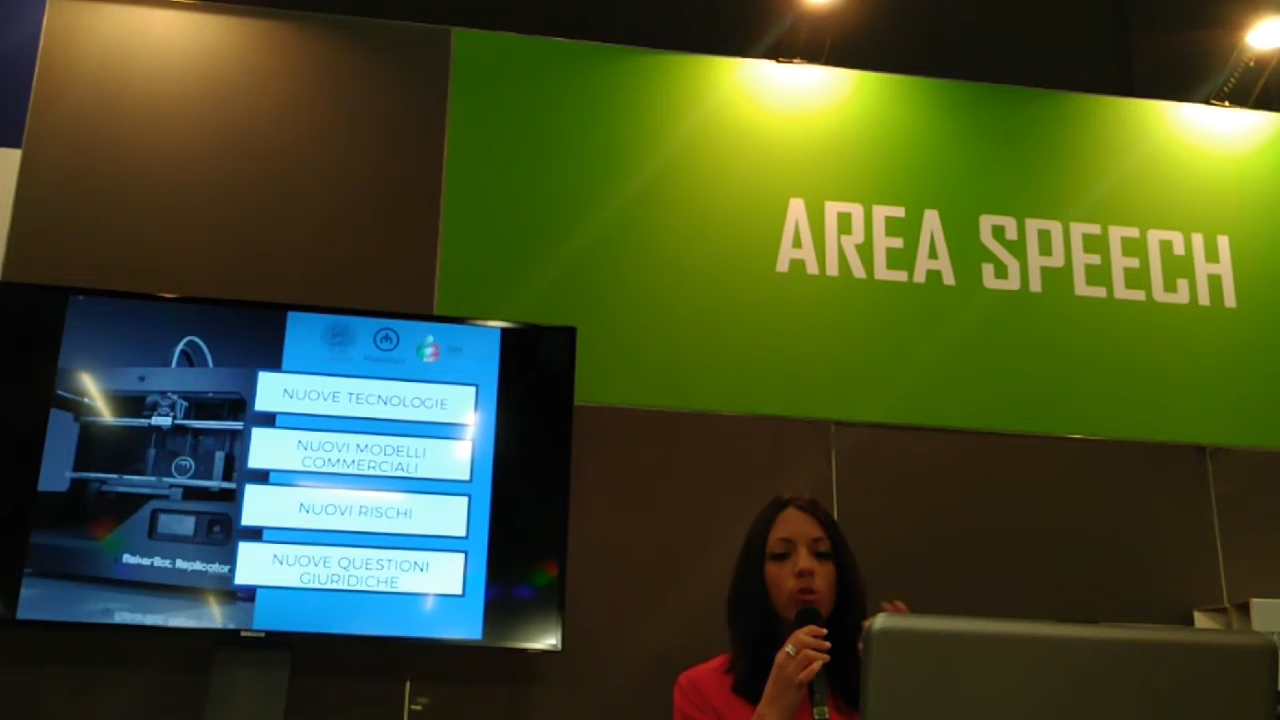 AREA SPEECH
NUOVE TECNOLOGIE
NUOVI MODELLI
COMMERCIALI
NUOVI RISCHI
NUOVE QUESTIONI
GIURIDICHE
MakerBot. Replicator